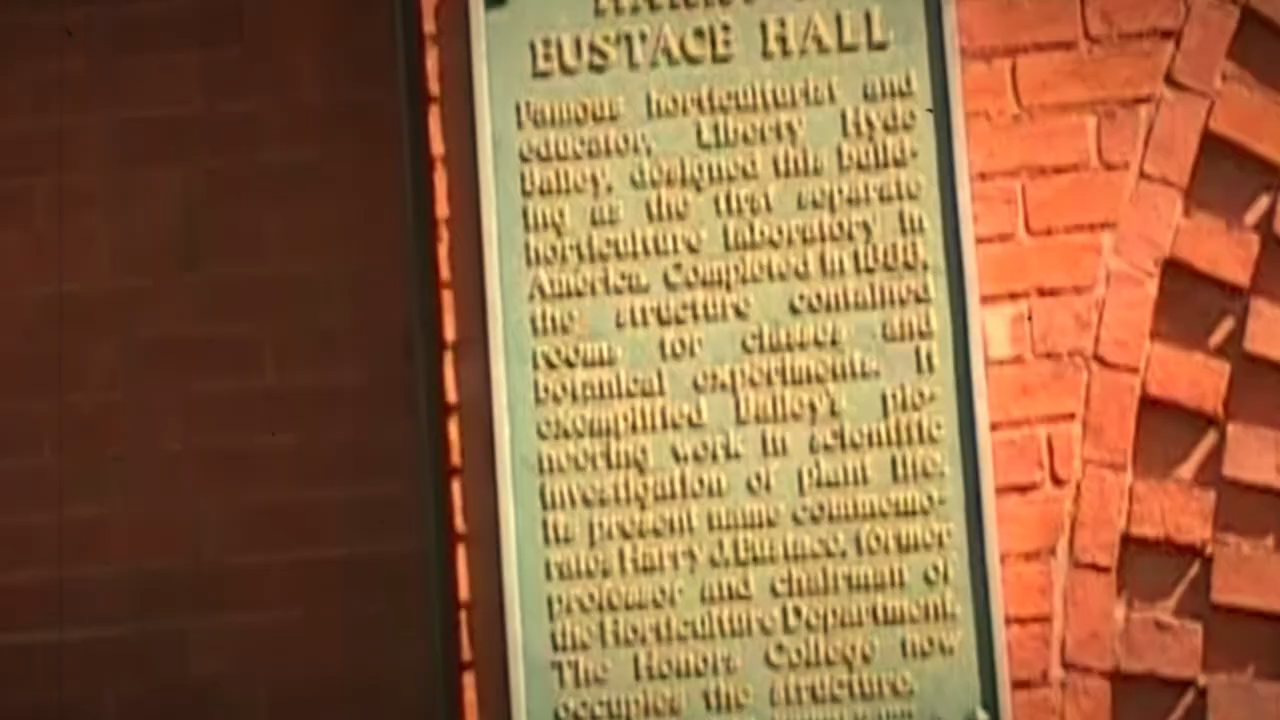 EUSTACE HALL
Famous horticulturist and
educator, Liberty Hyde
Bailey, designed this build-
ing as the first separate
horticulture laboratory in
America. Completed in 1888,
the structure contained
rooms for classes and
botanical experiments. It
exemplified Bailey's pio-
neering work in scientific
investigation of plant life.
Its present name commemo-
rates Harry J. Eustace, former
professor and chairman of
the Horticulture Department.
The Honors College now
occupies the structure.